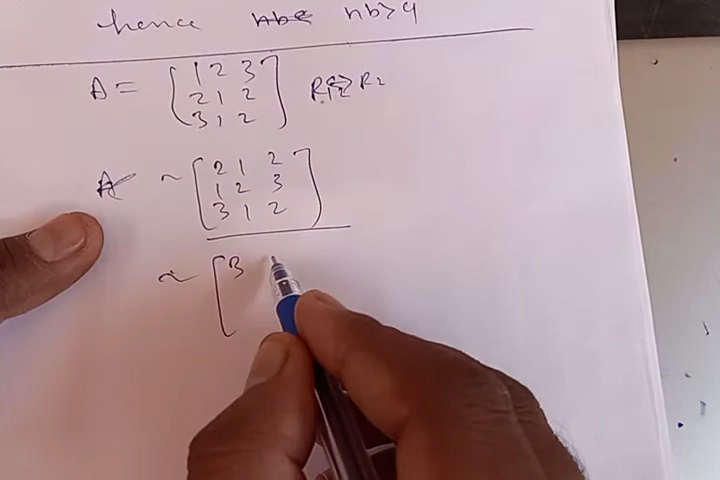 hence nb>9
A = [1 2 3 R1 ⇔ R2
2 1 2
3 1 2]
~ [2 1 2
1 2 3
3 1 2]
~ [3